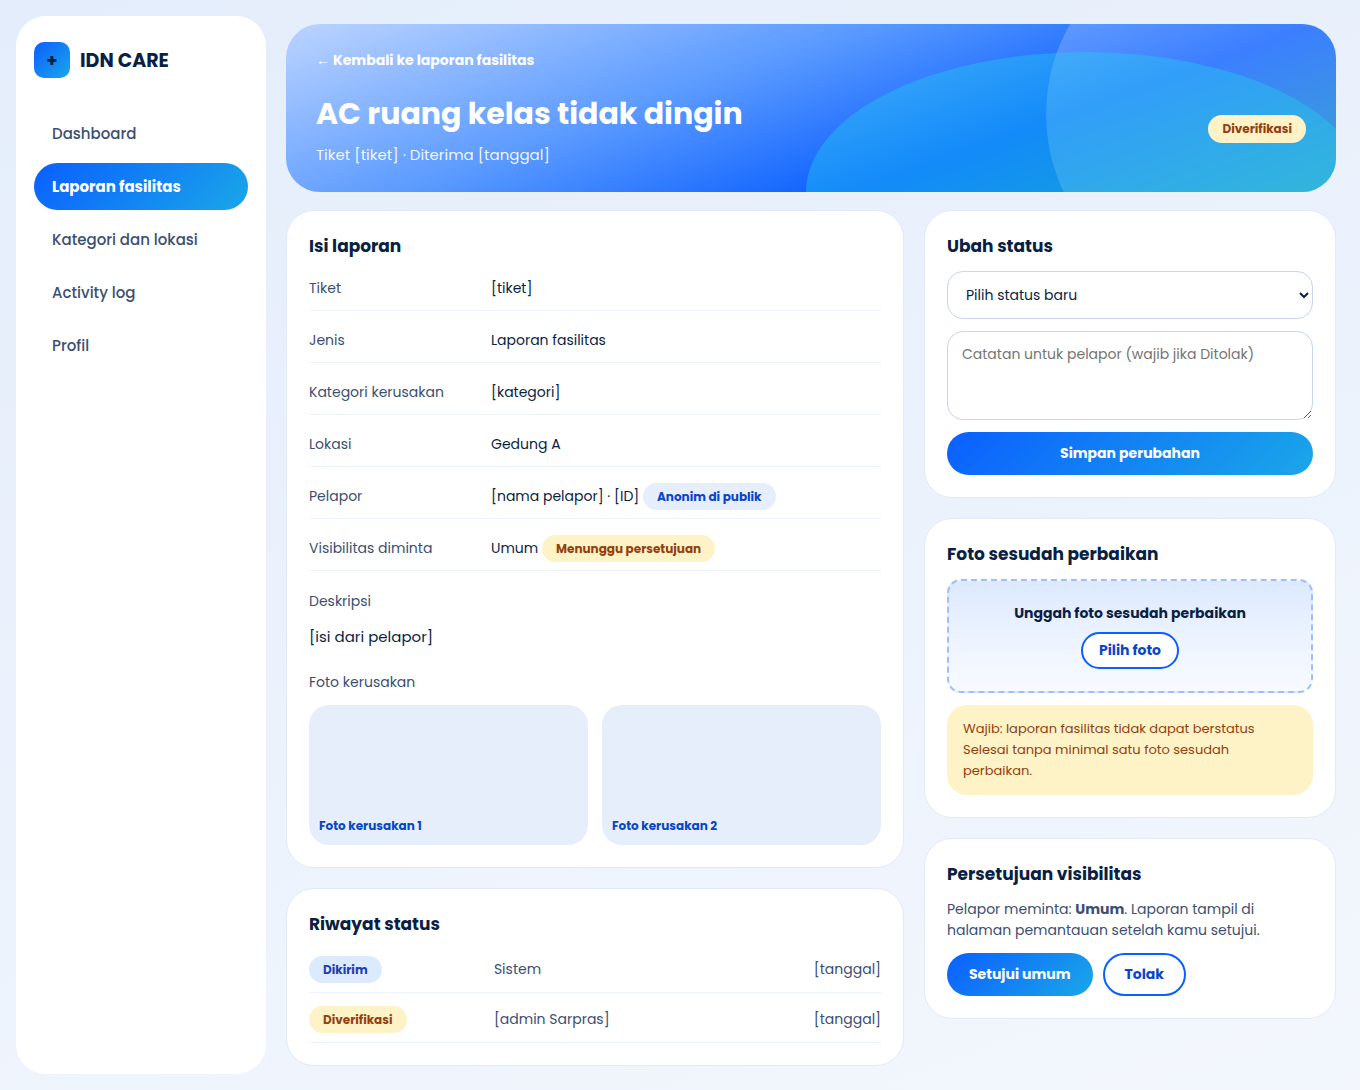 IDN CARE
Dashboard
Laporan fasilitas
Kategori dan lokasi
Activity log
Profil
← Kembali ke laporan fasilitas
AC ruang kelas tidak dingin
Tiket [tiket] · Diterima [tanggal]
Diverifikasi
Isi laporan
Tiket [tiket]
Jenis Laporan fasilitas
Kategori kerusakan [kategori]
Lokasi Gedung A
Pelapor [nama pelapor] · [ID] Anonim di publik
Visibilitas diminta Umum Menunggu persetujuan
Deskripsi
[isi dari pelapor]
Foto kerusakan
Foto kerusakan 1 Foto kerusakan 2
Riwayat status
Dikirim Sistem [tanggal]
Diverifikasi [admin Sarpras] [tanggal]
Ubah status
Pilih status baru
Catatan untuk pelapor (wajib jika Ditolak)
Simpan perubahan
Foto sesudah perbaikan
Unggah foto sesudah perbaikan
Pilih foto
Wajib: laporan fasilitas tidak dapat berstatus
Selesai tanpa minimal satu foto sesudah
perbaikan.
Persetujuan visibilitas
Pelapor meminta: Umum. Laporan tampil di
halaman pemantauan setelah kamu setujui.
Setujui umum Tolak